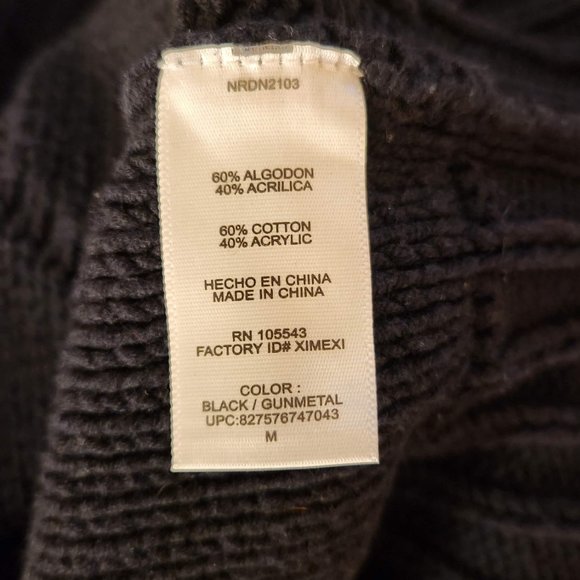 NRDN2103
60% ALGODON
40% ACRILICA
60% COTTON
40% ACRYLIC
HECHO EN CHINA
MADE IN CHINA
RN 105543
FACTORY ID# XIMEXI
COLOR :
BLACK / GUNMETAL
UPC:827576747043
M